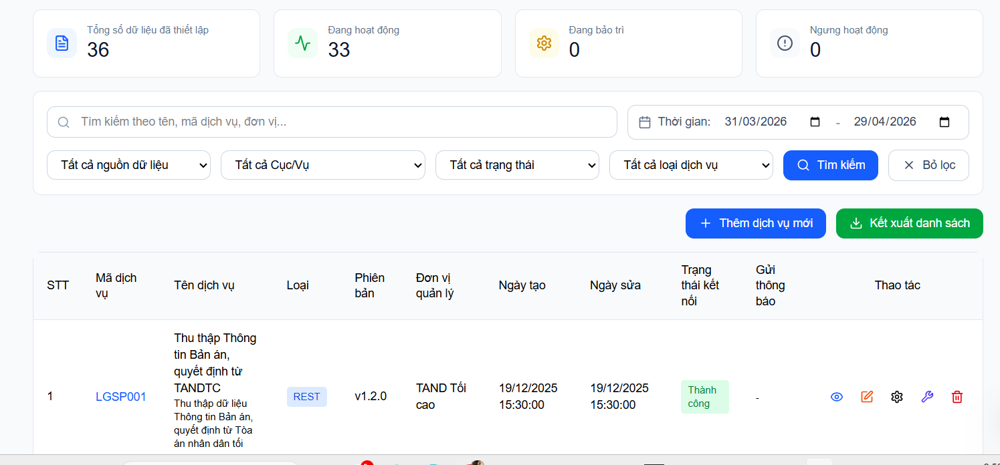 Tổng số dữ liệu đã thiết lập
36
Đang hoạt động
33
Đang bảo trì
0
Ngưng hoạt động
0
Tìm kiếm theo tên, mã dịch vụ, đơn vị...
Thời gian: 31/03/2026 - 29/04/2026
Tất cả nguồn dữ liệu
Tất cả Cục/Vụ
Tất cả trạng thái
Tất cả loại dịch vụ
Tìm kiếm
Bỏ lọc
Thêm dịch vụ mới
Kết xuất danh sách
STT
Mã dịch
vụ
Tên dịch vụ
Loại
Phiên
bản
Đơn vị
quản lý
Ngày tạo
Ngày sửa
Trạng
thái kết
nối
Gửi
thông
báo
Thao tác
1
LGSP001
Thu thập Thông
tin Bản án,
quyết định từ
TANDTC
Thu thập dữ liệu
Thông tin Bản án,
quyết định từ Tòa
án nhân dân tối
REST
v1.2.0
TAND Tối
cao
19/12/2025
15:30:00
19/12/2025
15:30:00
Thành
công
-